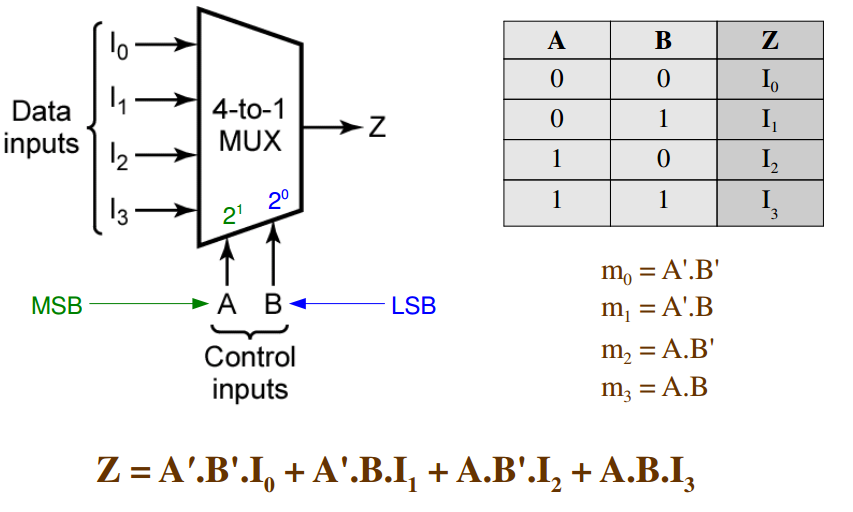 Data
inputs
I₀
I₁
I₂
I₃
4-to-1
MUX
2¹ 2⁰
Z
MSB
A B
LSB
Control
inputs
A B Z
0 0 I₀
0 1 I₁
1 0 I₂
1 1 I₃
m₀ = A'.B'
m₁ = A'.B
m₂ = A.B'
m₃ = A.B
Z = A'.B'.I₀ + A'.B.I₁ + A.B'.I₂ + A.B.I₃